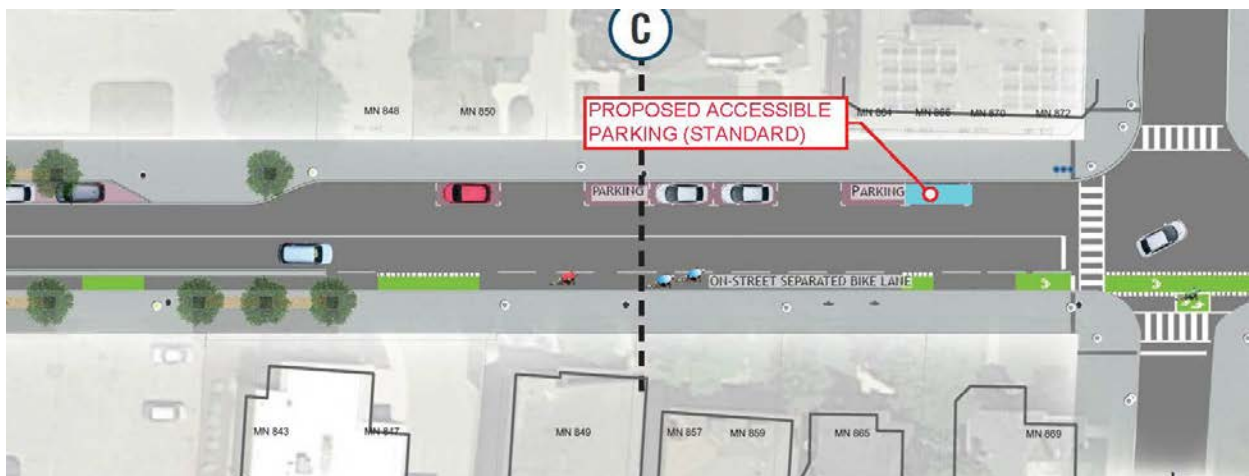 C
MN 848
MN 850
PROPOSED ACCESSIBLE
PARKING (STANDARD)
MN 864
MN 866
MN 870
MN 872
PARKING
PARKING
ON-STREET SEPARATED BIKE LANE
MN 843
MN 847
MN 849
MN 857
MN 859
MN 865
MN 869